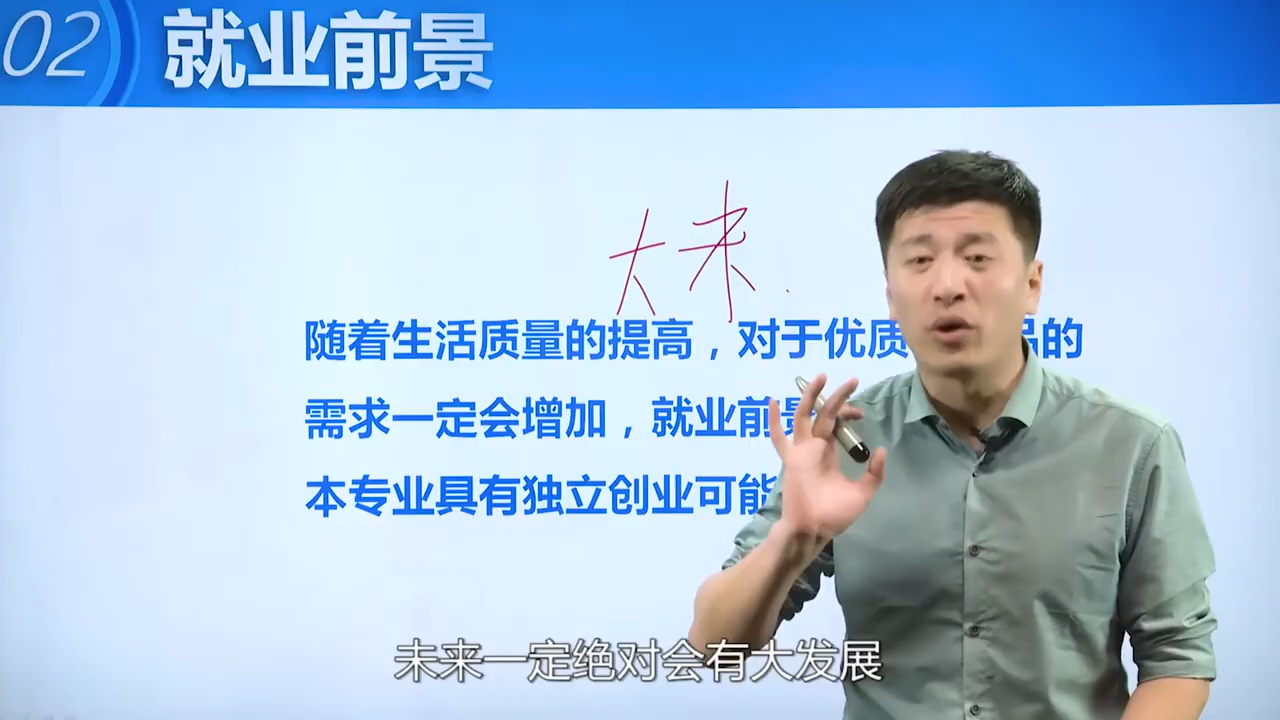 02 就业前景
大未
随着生活质量的提高，对于优质品的
需求一定会增加，就业前景
本专业具有独立创业可能
未来一定绝对会有大发展